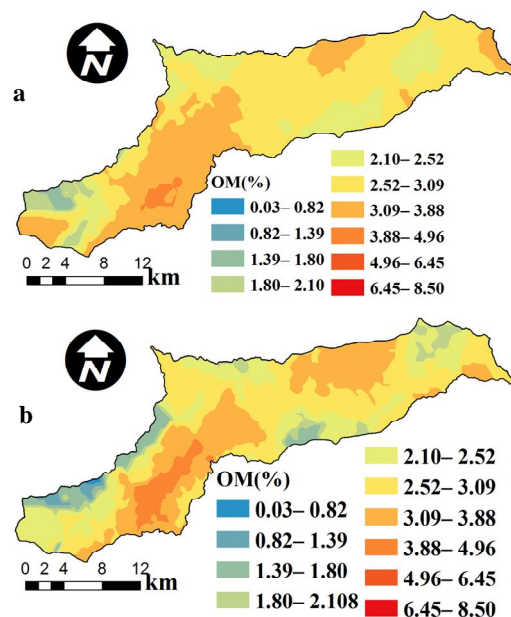 N
a
OM(%)
0.03– 0.82
0.82– 1.39
1.39– 1.80
1.80– 2.10
2.10– 2.52
2.52– 3.09
3.09– 3.88
3.88– 4.96
4.96– 6.45
6.45– 8.50
0 2 4 8 12
km
N
b
OM(%)
0.03– 0.82
0.82– 1.39
1.39– 1.80
1.80– 2.108
2.10– 2.52
2.52– 3.09
3.09– 3.88
3.88– 4.96
4.96– 6.45
6.45– 8.50
0 2 4 8 12
km